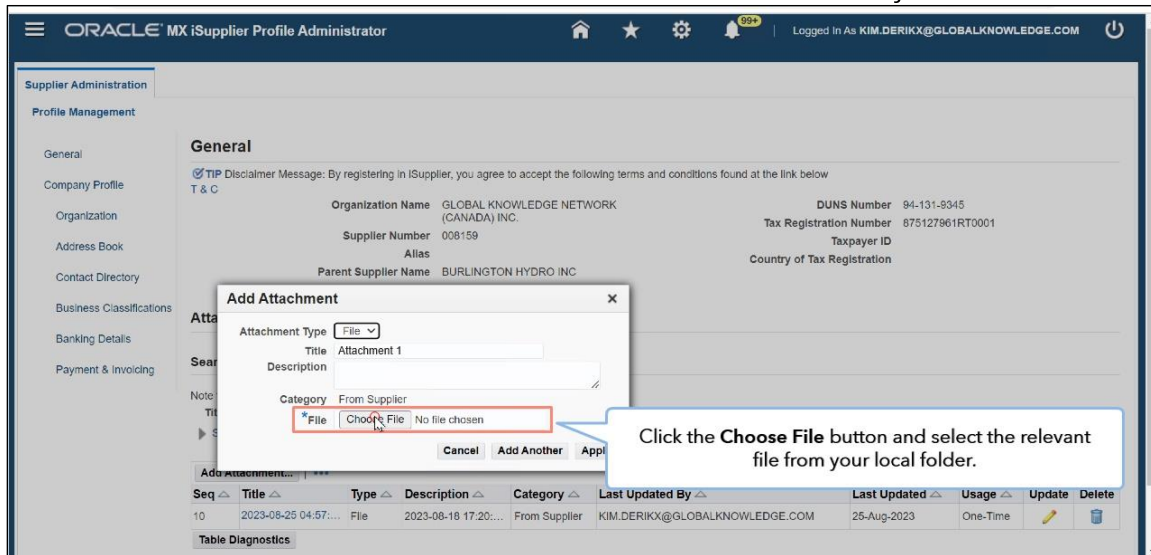 ORACLE MX iSupplier Profile Administrator
99+
Logged In As KIM.DERIKX@GLOBALKNOWLEDGE.COM
Supplier Administration
Profile Management
General
Company Profile
Organization
Address Book
Contact Directory
Business Classifications
Banking Details
Payment & Invoicing
General
TIP Disclaimer Message: By registering in iSupplier, you agree to accept the following terms and conditions found at the link below
T & C
Organization Name GLOBAL KNOWLEDGE NETWORK (CANADA) INC.
Supplier Number 008159
Alias
Parent Supplier Name BURLINGTON HYDRO INC
DUNS Number 94-131-9345
Tax Registration Number 875127961RT0001
Taxpayer ID
Country of Tax Registration
Atta
Sear
Note
Tit
S
Add Attachment
Attachment Type File
Title Attachment 1
Description
Category From Supplier
*File Choose File No file chosen
Cancel Add Another Appl
Click the Choose File button and select the relevant
file from your local folder.
Add Attachment...
Seq Title Type Description Category Last Updated By Last Updated Usage Update Delete
10 2023-08-25 04:57:... File 2023-08-18 17:20:... From Supplier KIM.DERIKX@GLOBALKNOWLEDGE.COM 25-Aug-2023 One-Time
Table Diagnostics